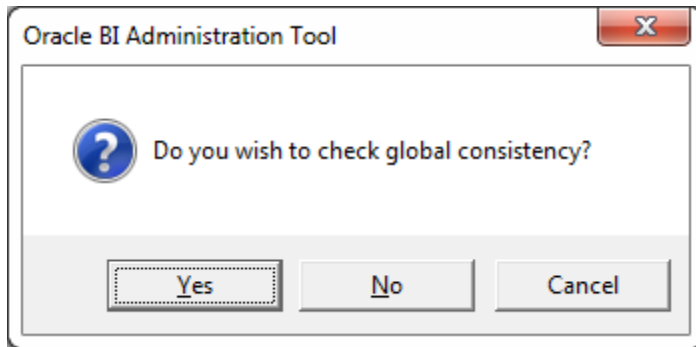 Oracle BI Administration Tool
Do you wish to check global consistency?
Yes
No
Cancel